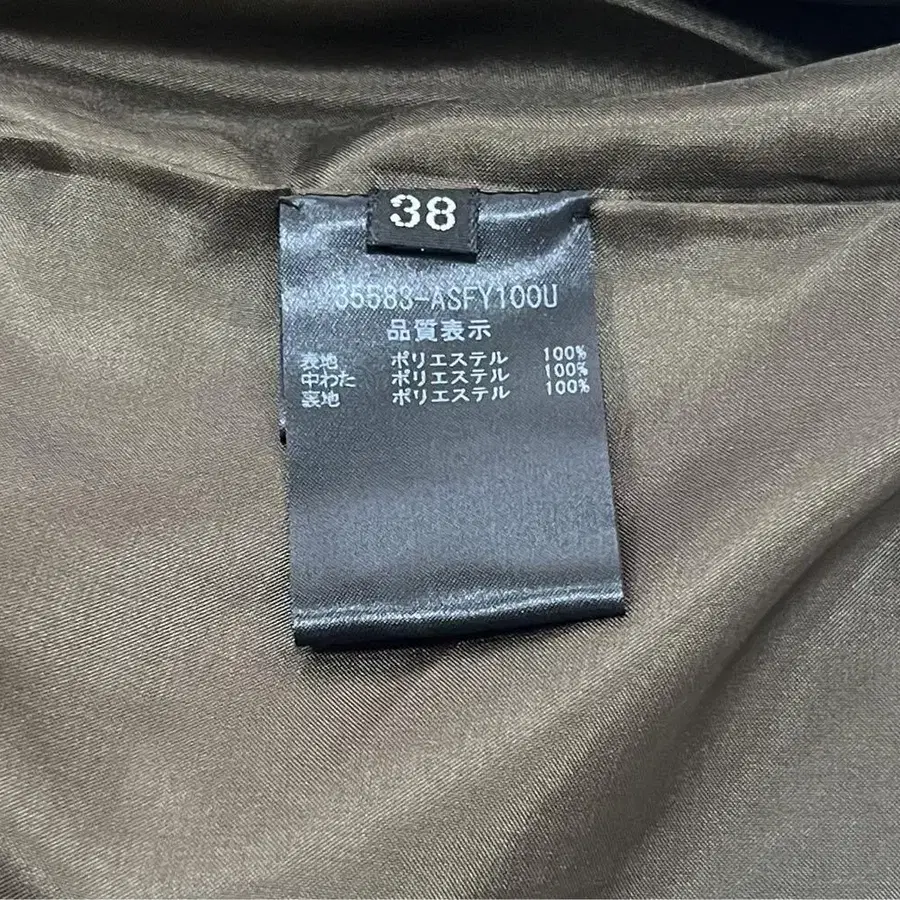 38
35583-ASFY100U
品質表示
表地 ポリエステル 100%
中わた ポリエステル 100%
裏地 ポリエステル 100%